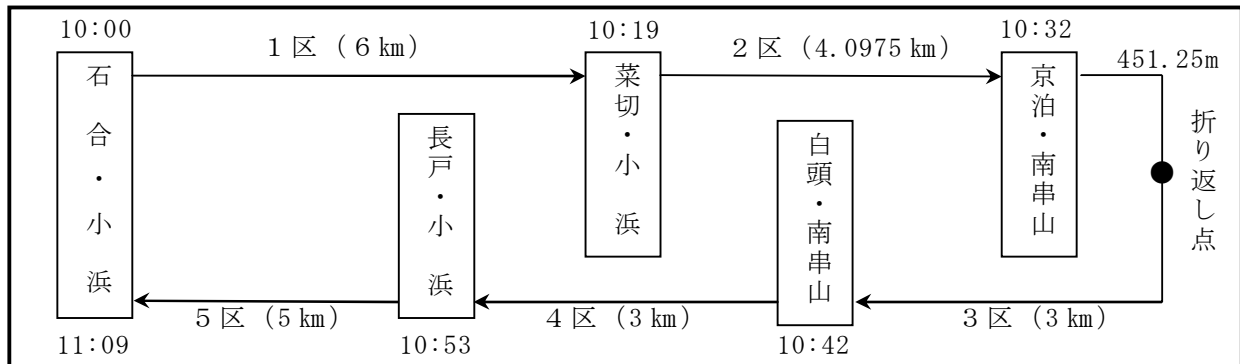 10:00
1区 (6km)
10:19
2区 (4.0975km)
10:32
451.25m
石合・小浜
菜切・小浜
京泊・南串山
長戸・小浜
白頭・南串山
折り返し点
5区 (5km)
4区 (3km)
3区 (3km)
11:09
10:53
10:42